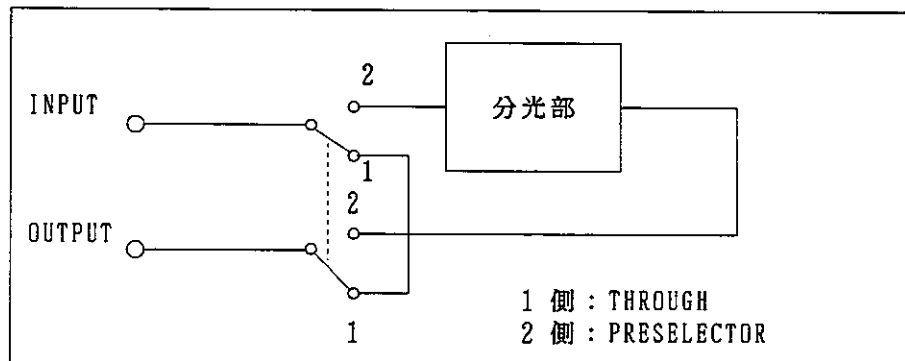 2
INPUT
分光部
1
2
OUTPUT
1 側 : THROUGH
1
2 側 : PRESELECTOR